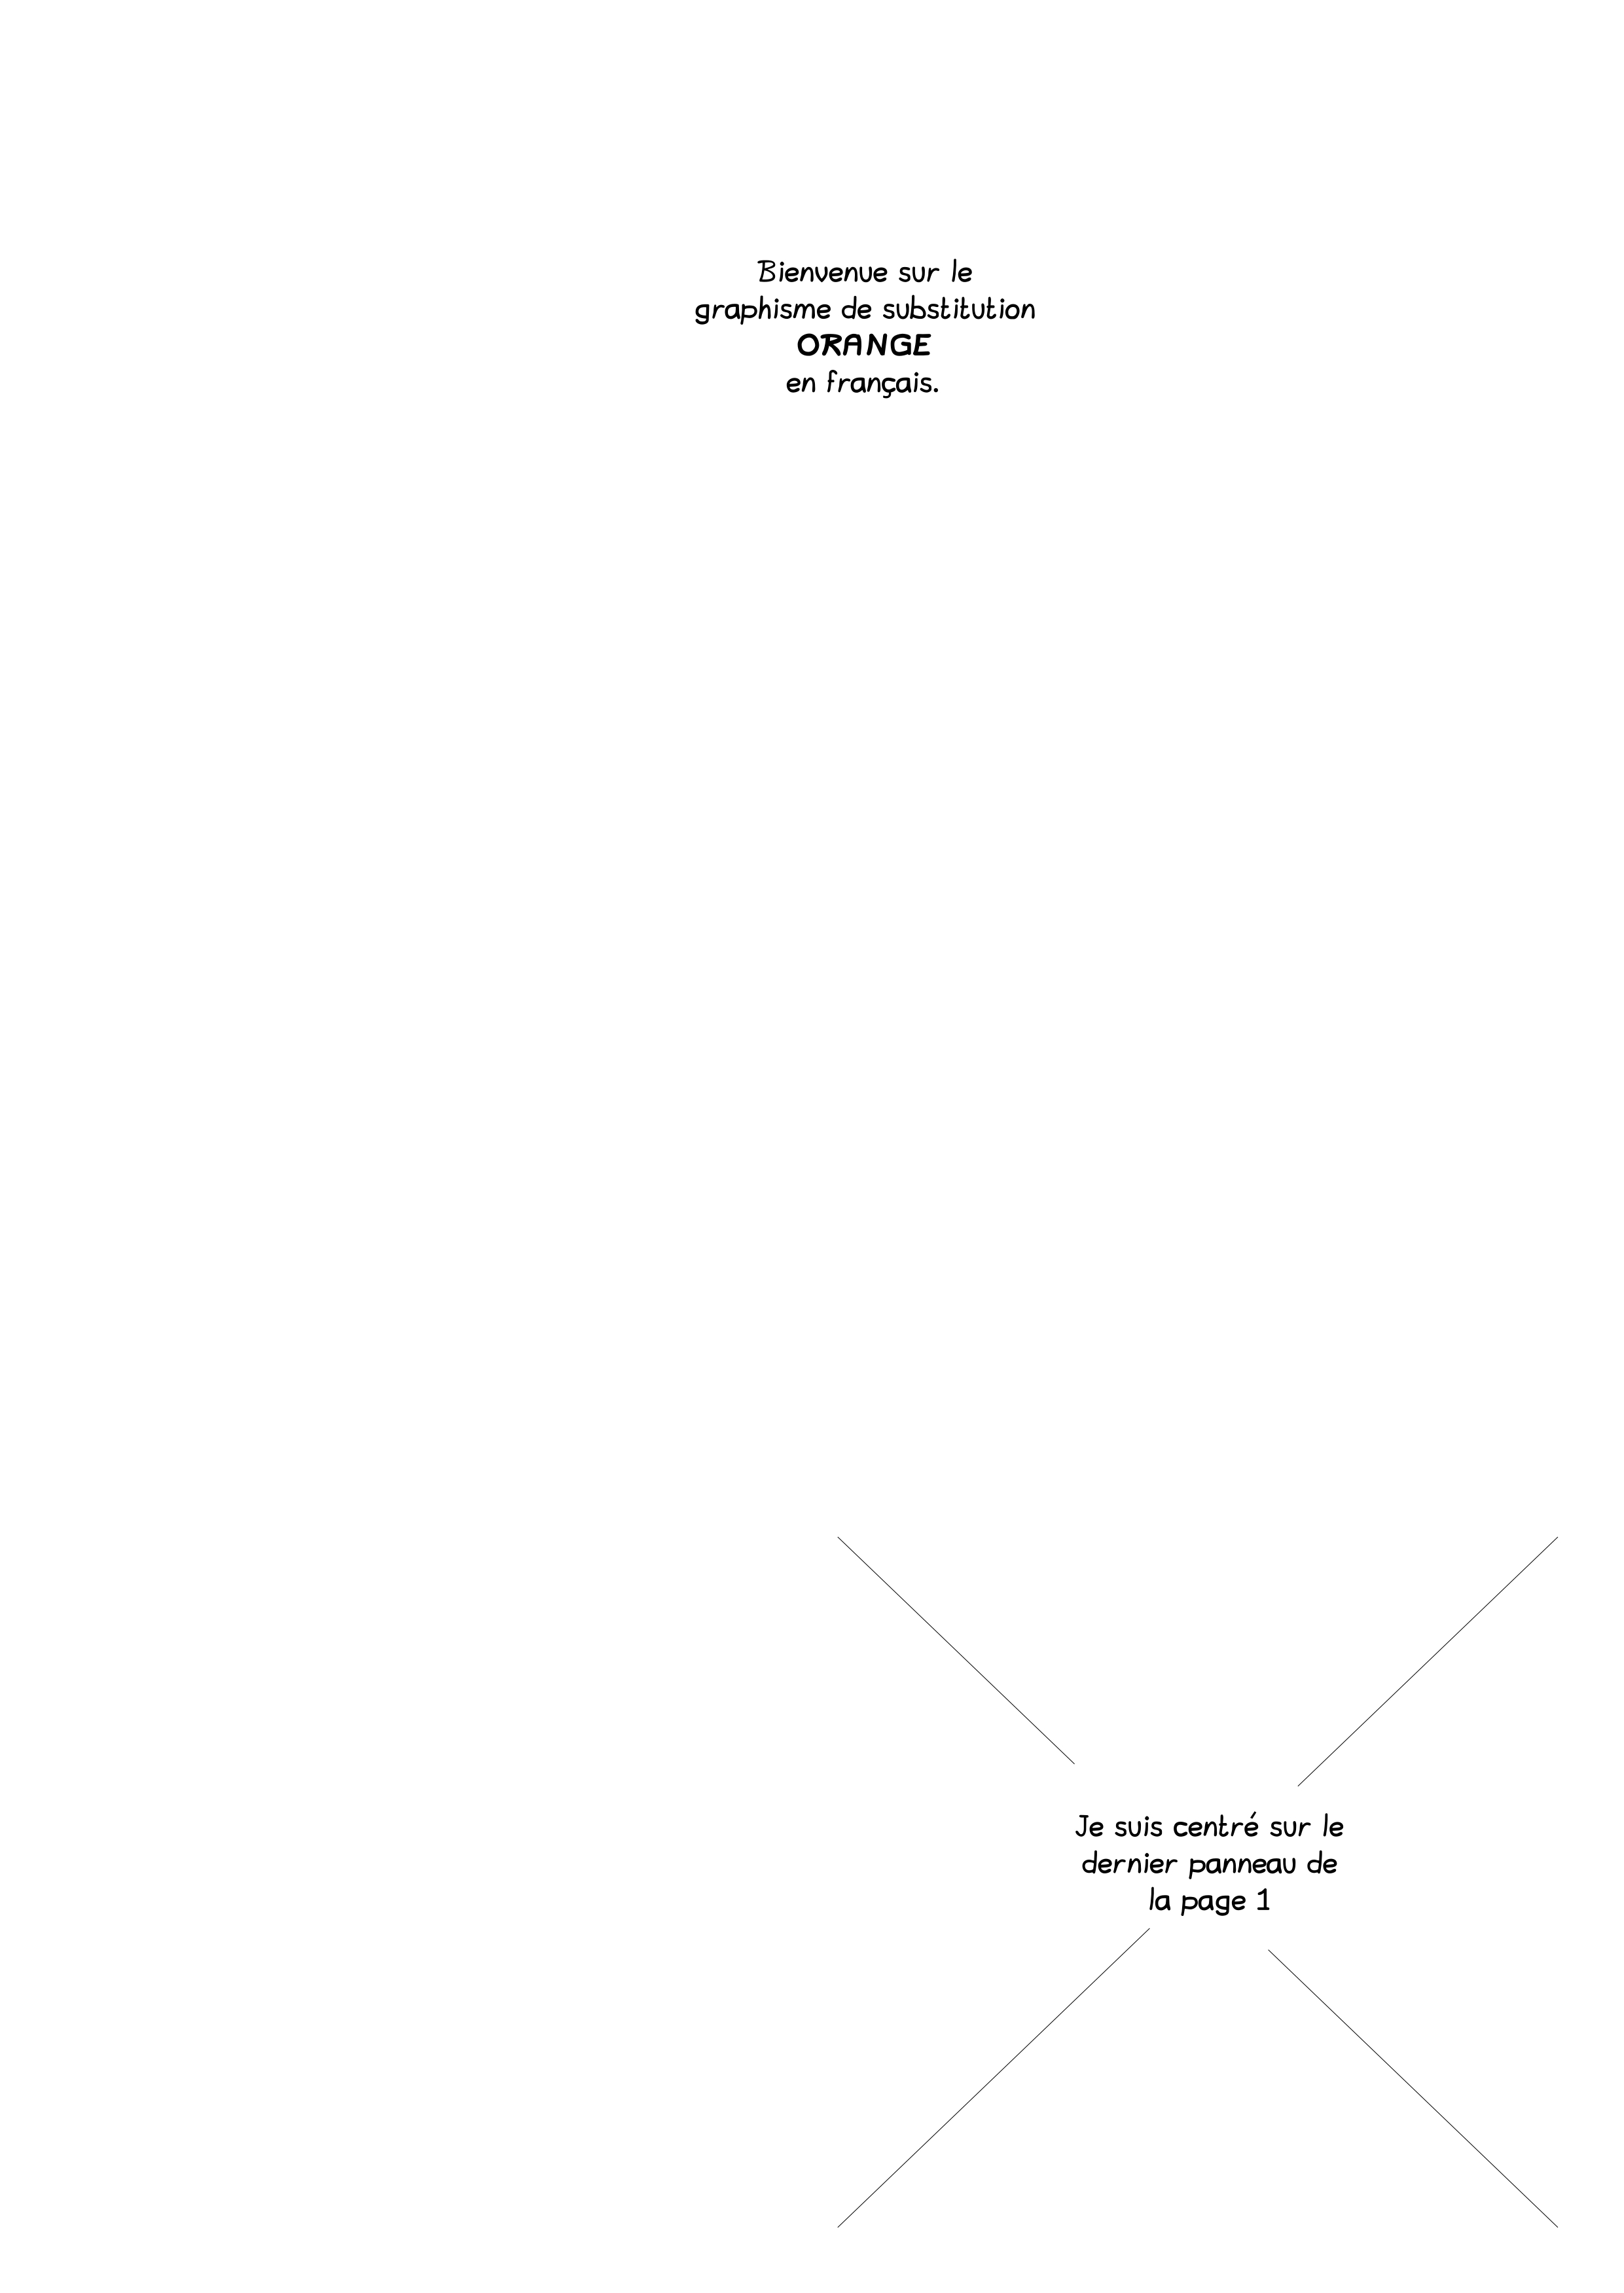 Bienvenue sur le
graphisme de substitution
ORANGE
en français.
Je suis centré sur le
dernier panneau de
la page 1